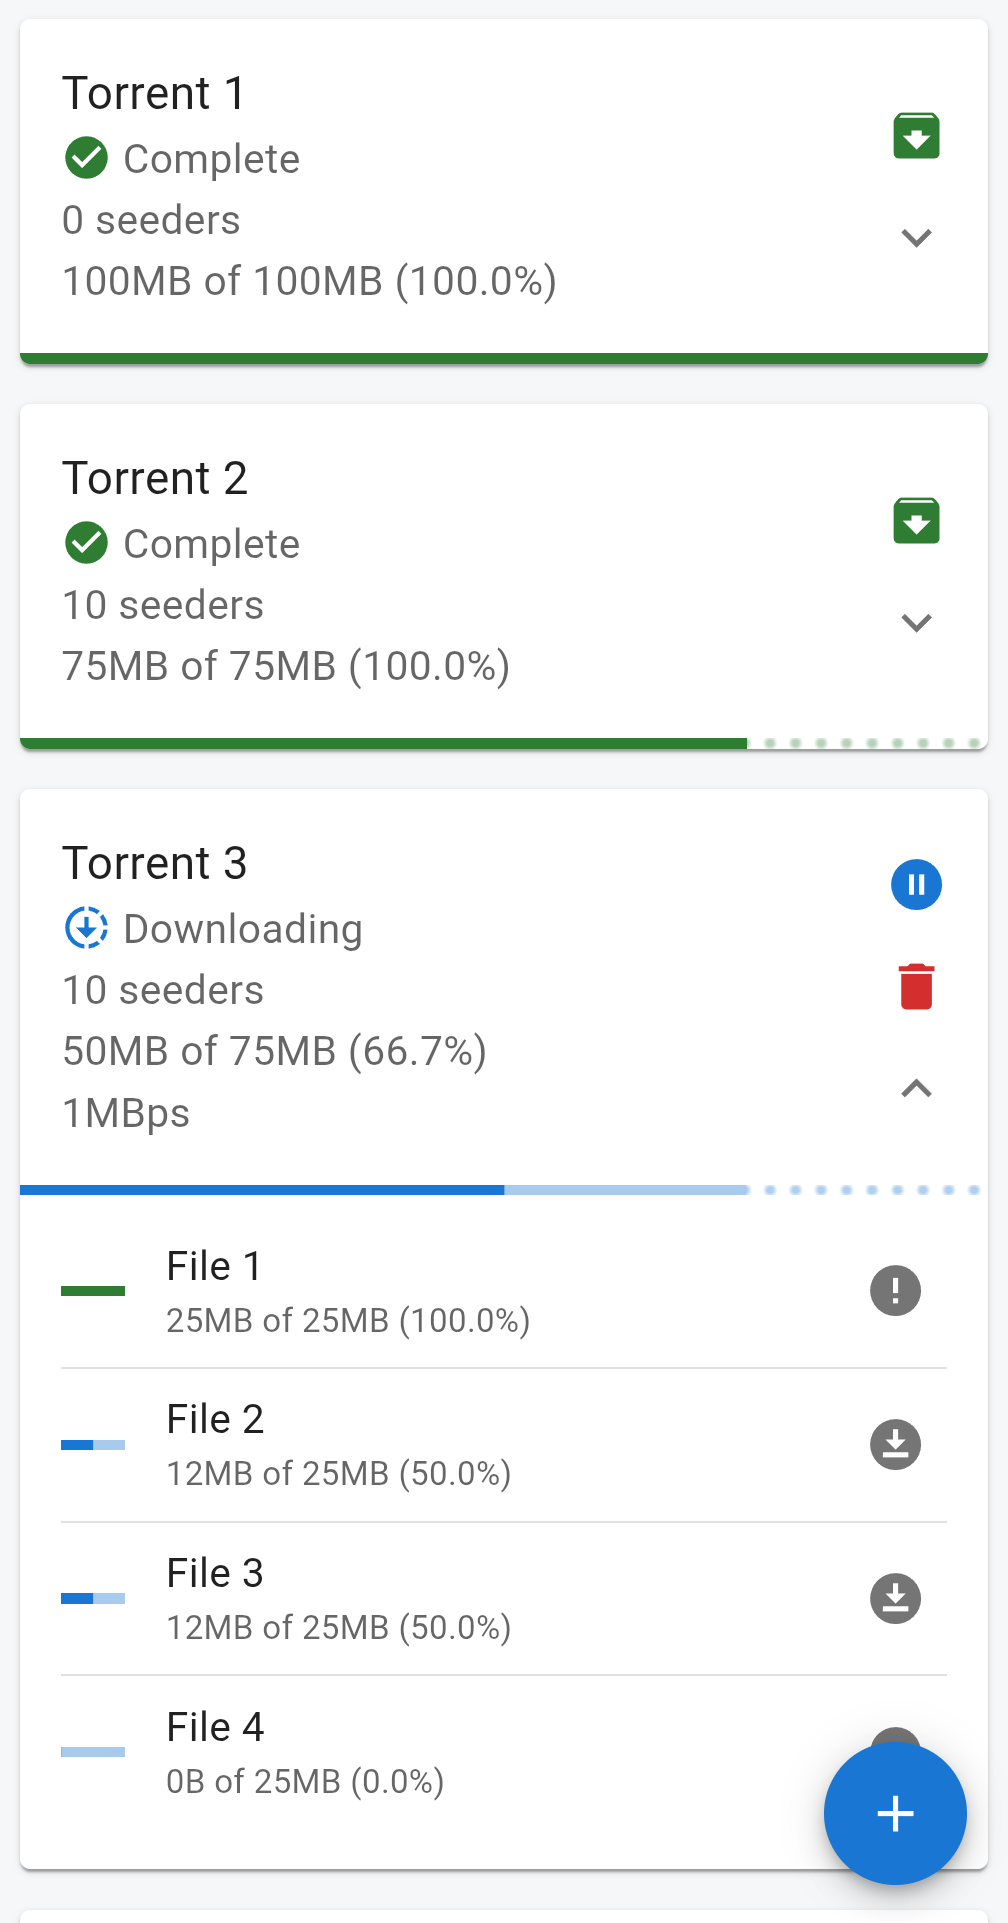 Torrent 1
Complete
0 seeders
100MB of 100MB (100.0%)
Torrent 2
Complete
10 seeders
75MB of 75MB (100.0%)
Torrent 3
Downloading
10 seeders
50MB of 75MB (66.7%)
1MBps
File 1
25MB of 25MB (100.0%)
File 2
12MB of 25MB (50.0%)
File 3
12MB of 25MB (50.0%)
File 4
0B of 25MB (0.0%)